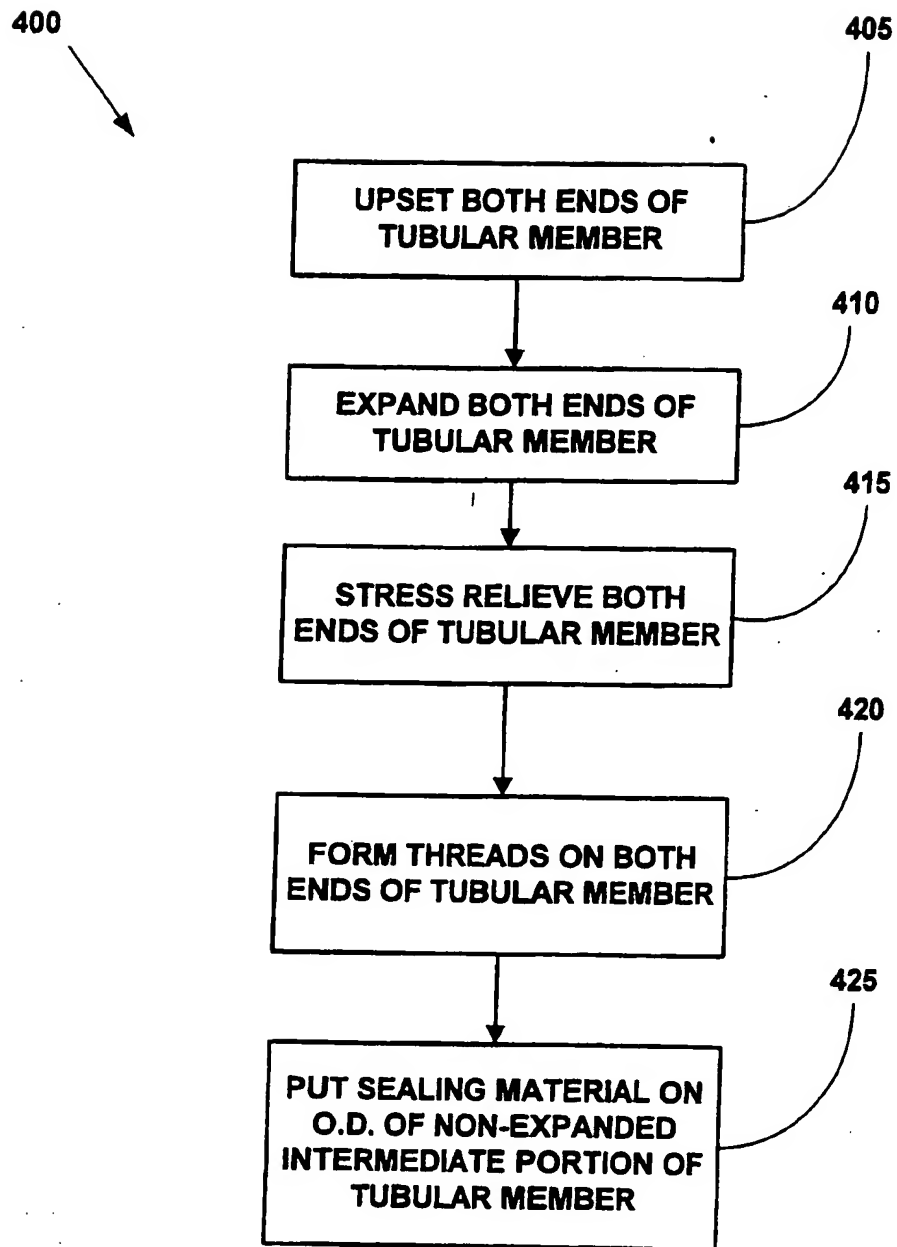 400
405
UPSET BOTH ENDS OF
TUBULAR MEMBER
410
EXPAND BOTH ENDS OF
TUBULAR MEMBER
415
STRESS RELIEVE BOTH
ENDS OF TUBULAR MEMBER
420
FORM THREADS ON BOTH
ENDS OF TUBULAR MEMBER
425
PUT SEALING MATERIAL ON
O.D. OF NON-EXPANDED
INTERMEDIATE PORTION OF
TUBULAR MEMBER